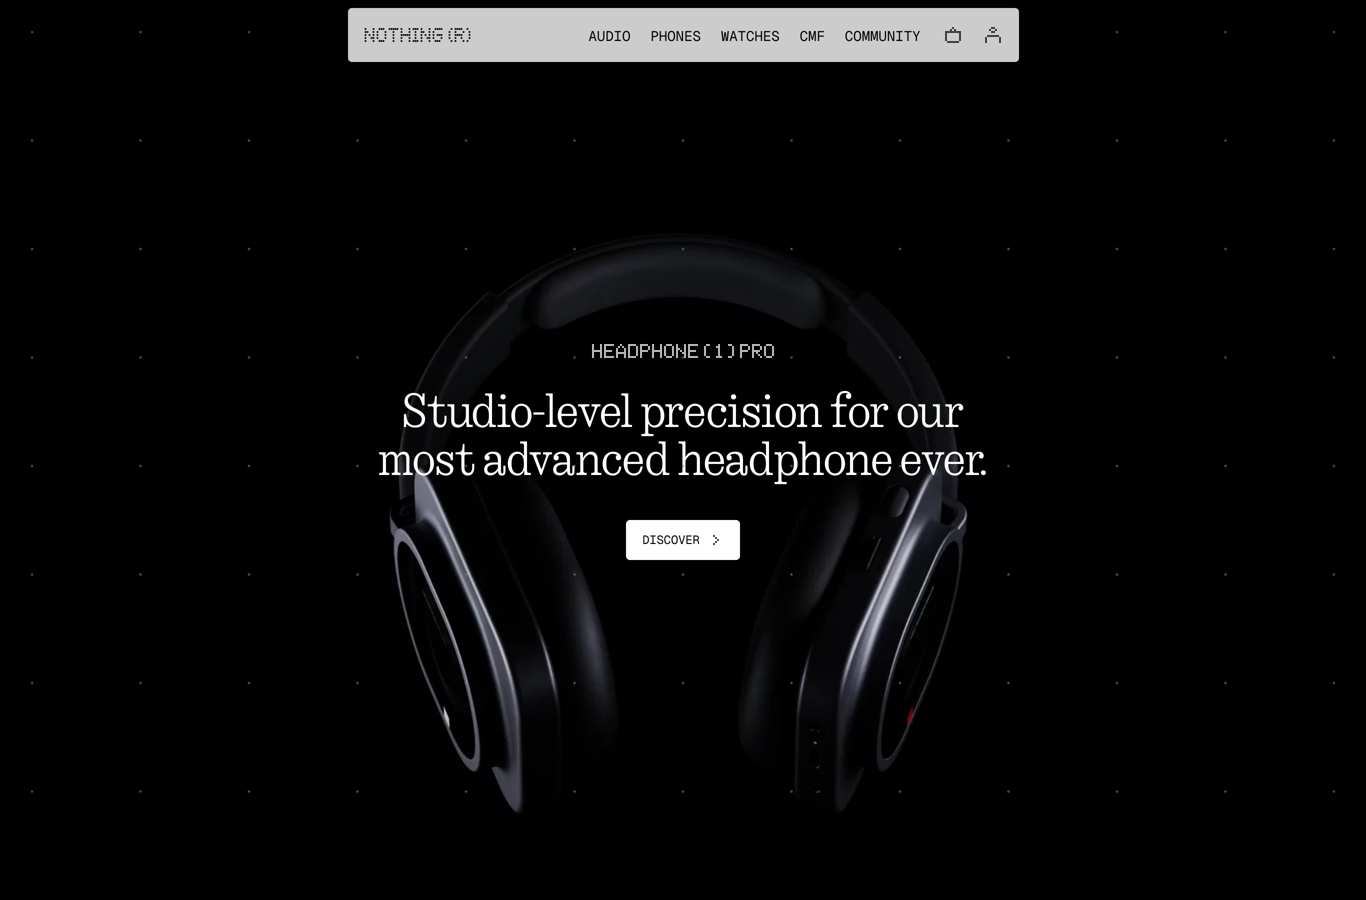 NOTHING (R)
AUDIO PHONES WATCHES CMF COMMUNITY
HEADPHONE (1) PRO
Studio-level precision for our
most advanced headphone ever.
DISCOVER